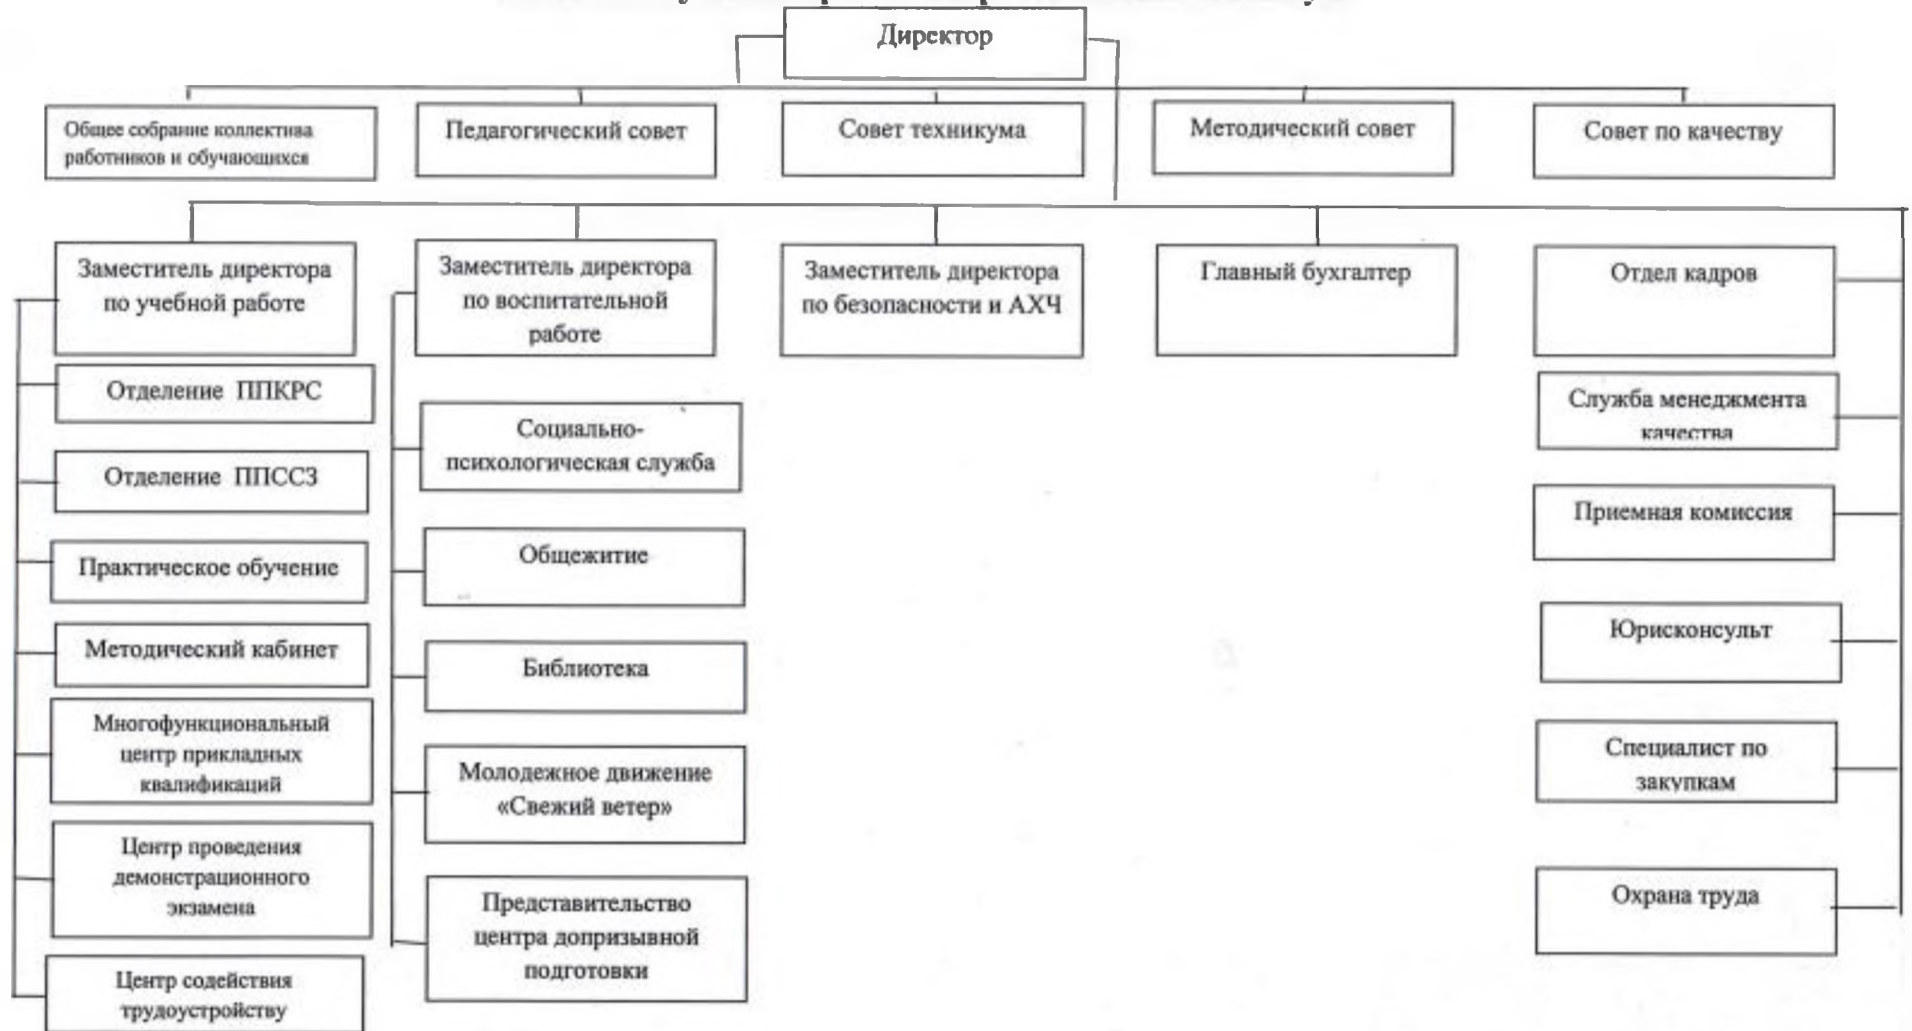 Директор
Общее собрание коллектива
работников и обучающихся
Педагогический совет
Совет техникума
Методический совет
Совет по качеству
Заместитель директора
по учебной работе
Заместитель директора
по воспитательной
работе
Заместитель директора
по безопасности и АХЧ
Главный бухгалтер
Отдел кадров
Отделение ППКРС
Отделение ППССЗ
Практическое обучение
Методический кабинет
Многофункциональный
центр прикладных
квалификаций
Центр проведения
демонстрационного
экзамена
Центр содействия
трудоустройству
Социально-
психологическая служба
Общежитие
Библиотека
Молодежное движение
«Свежий ветер»
Представительство
центра допризывной
подготовки
Служба менеджмента
качества
Приемная комиссия
Юрисконсульт
Специалист по
закупкам
Охрана труда